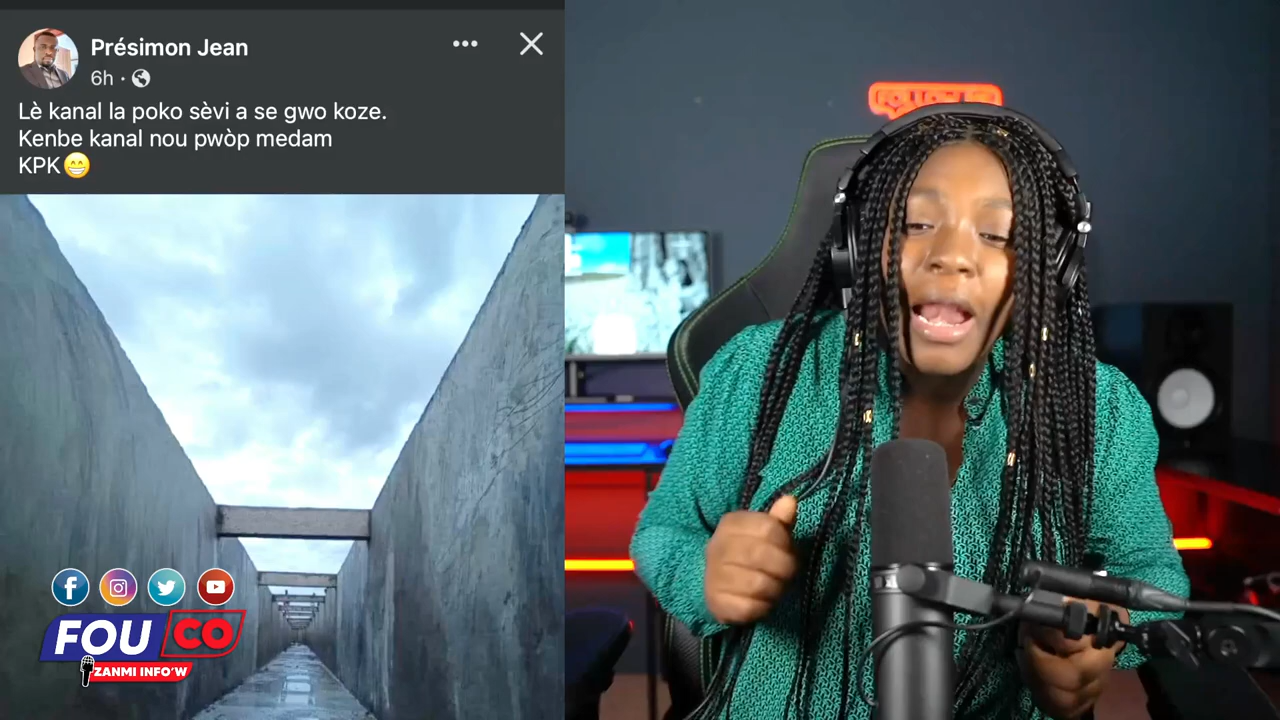 Présimon Jean
6h ·
Lè kanal la poko sèvi a se gwo koze.
Kenbe kanal nou pwòp medam
KPK😁
FOU CO
ZANMI INFO'W